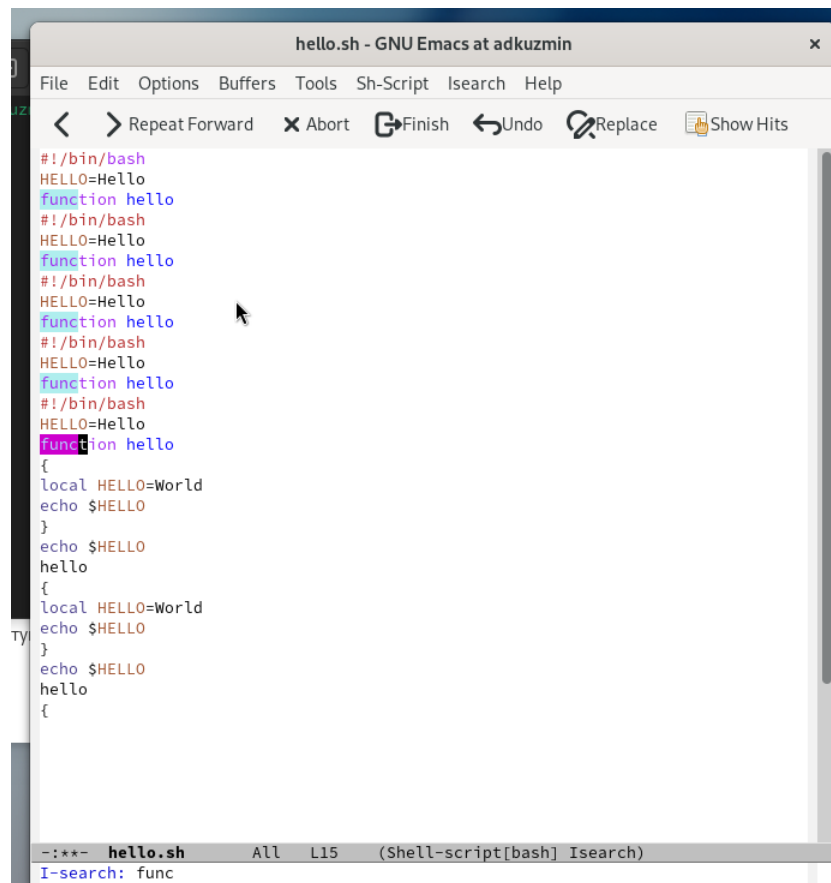 hello.sh - GNU Emacs at adkuzmin
File Edit Options Buffers Tools Sh-Script Isearch Help
Repeat Forward Abort Finish Undo Replace Show Hits
#!/bin/bash
HELLO=Hello
function hello
#!/bin/bash
HELLO=Hello
function hello
#!/bin/bash
HELLO=Hello
function hello
#!/bin/bash
HELLO=Hello
function hello
#!/bin/bash
HELLO=Hello
function hello
{
local HELLO=World
echo $HELLO
}
echo $HELLO
hello
{
local HELLO=World
echo $HELLO
}
echo $HELLO
hello
{
-:**- hello.sh All L15 (Shell-script[bash] Isearch)
I-search: func